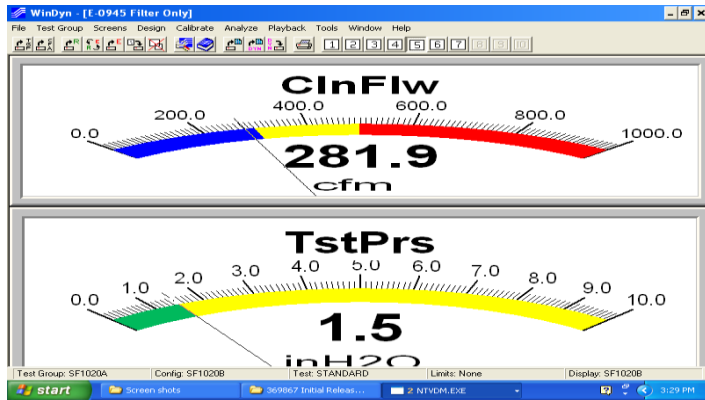 WinDyn - [E-0945 Filter Only]
File Test Group Screens Design Calibrate Analyze Playback Tools Window Help
1 2 3 4 5 6 7 8 9 10
ClnFlw
0.0 200.0 400.0 600.0 800.0 1000.0
281.9
cfm
TstPrs
0.0 1.0 2.0 3.0 4.0 5.0 6.0 7.0 8.0 9.0 10.0
1.5
inH2O
Test Group: SF1020A Config: SF1020B Test: STANDARD Limits: None Display: SF1020B
start Screen shots 369867 Initial Releas... 2 NTVDM.EXE 3:29 PM